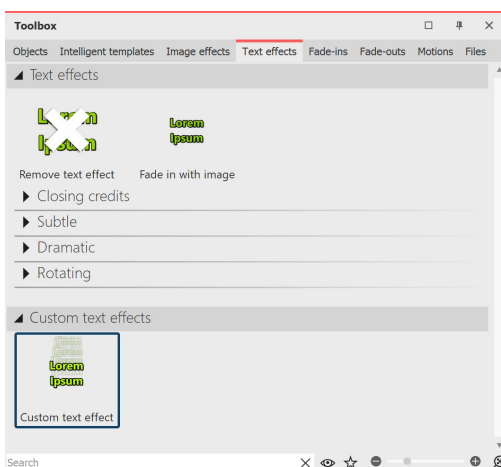 Toolbox
Objects Intelligent templates Image effects Text effects Fade-ins Fade-outs Motions Files
Text effects
Lorem
Ipsum
Lorem
Ipsum
Remove text effect Fade in with image
Closing credits
Subtle
Dramatic
Rotating
Custom text effects
Lorem
Ipsum
Custom text effect
Search